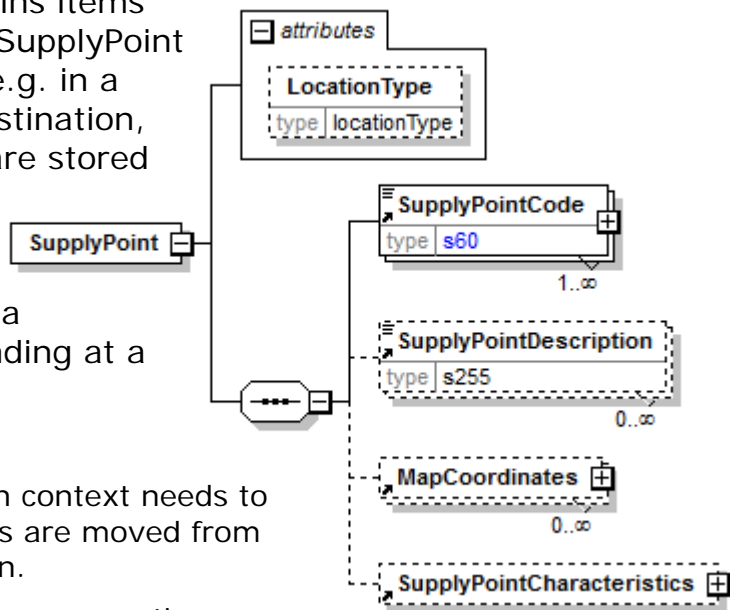 ins items
SupplyPoint
e.g. in a
stination,
are stored
a
nding at a
n context needs to
s are moved from
n.
attributes
LocationType
type locationType
SupplyPoint
SupplyPointCode
type s60
1..∞
SupplyPointDescription
type s255
0..∞
MapCoordinates
0..∞
SupplyPointCharacteristics